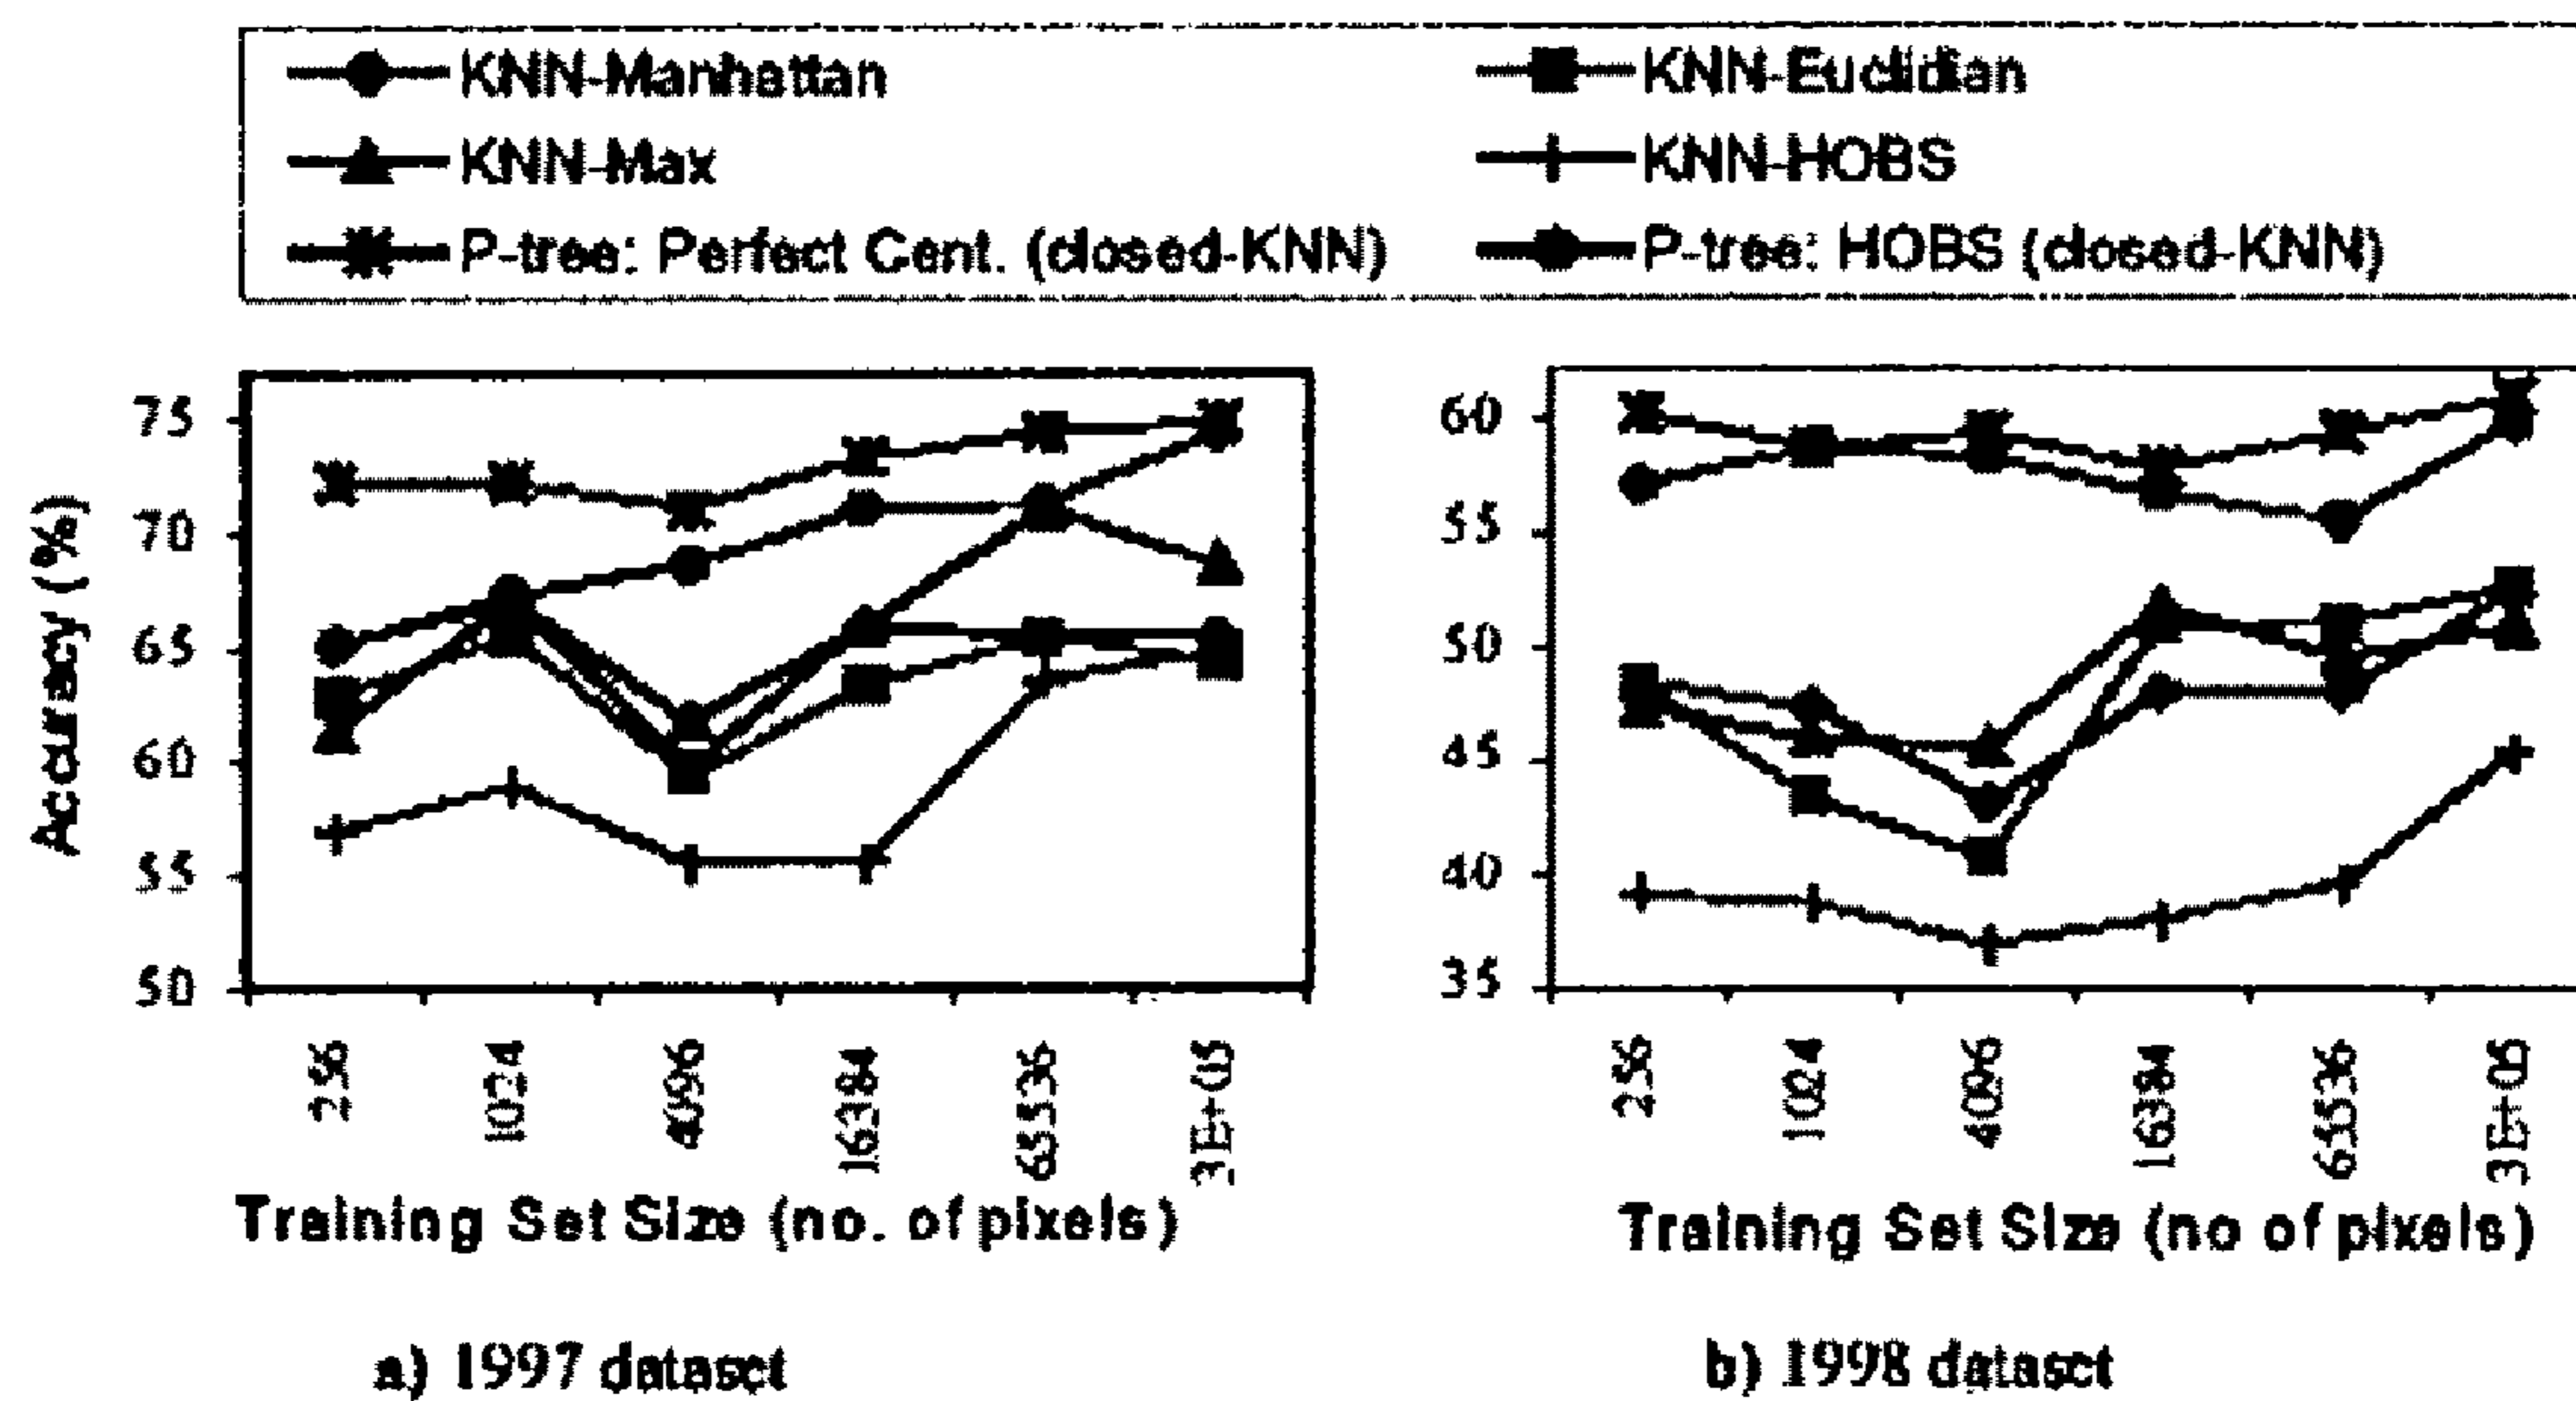 KNN-Manhattan
KNN-Euclidian
KNN-Max
KNN-HOBS
P-tree: Perfect Cent. (closed-KNN)
P-tree: HOBS (closed-KNN)
Accuracy (%)
75
70
65
60
55
50
256
1024
4096
16384
65536
3E+05
Training Set Size (no. of pixels)
a) 1997 dataset
60
55
50
45
40
35
256
1024
4096
16384
65536
3E+05
Training Set Size (no of pixels)
b) 1998 dataset